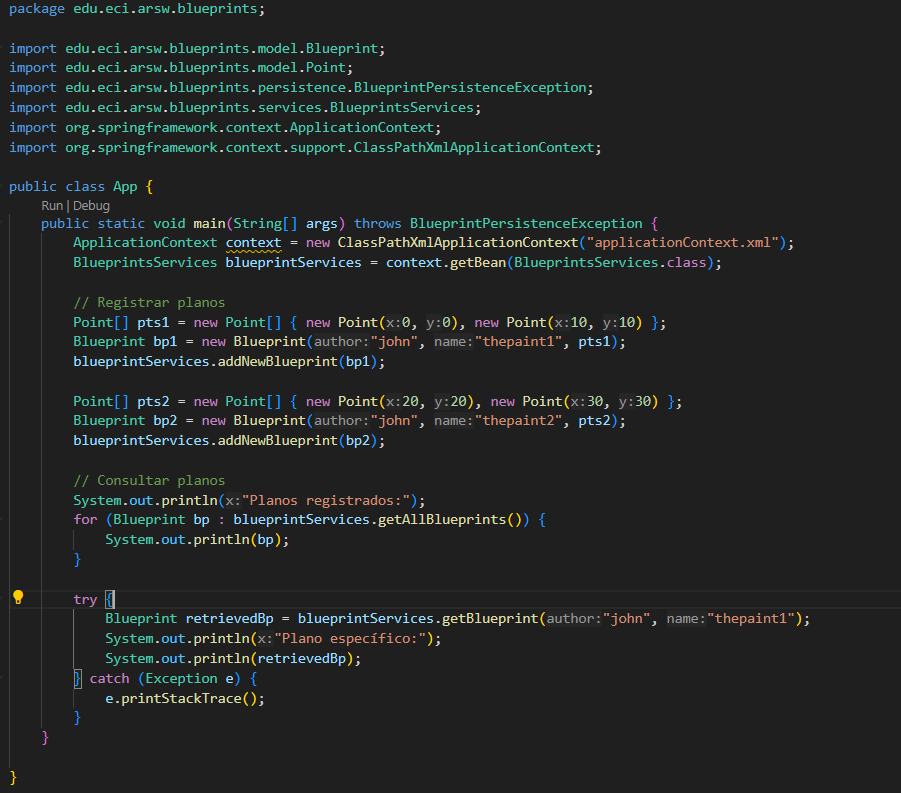 package edu.eci.arsw.blueprints;
import edu.eci.arsw.blueprints.model.Blueprint;
import edu.eci.arsw.blueprints.model.Point;
import edu.eci.arsw.blueprints.persistence.BlueprintPersistenceException;
import edu.eci.arsw.blueprints.services.BlueprintsServices;
import org.springframework.context.ApplicationContext;
import org.springframework.context.support.ClassPathXmlApplicationContext;
public class App {
Run | Debug
public static void main(String[] args) throws BlueprintPersistenceException {
ApplicationContext context = new ClassPathXmlApplicationContext("applicationContext.xml");
BlueprintsServices blueprintServices = context.getBean(BlueprintsServices.class);
// Registrar planos
Point[] pts1 = new Point[] { new Point(x:0, y:0), new Point(x:10, y:10) };
Blueprint bp1 = new Blueprint(author:"john", name:"thepaint1", pts1);
blueprintServices.addNewBlueprint(bp1);
Point[] pts2 = new Point[] { new Point(x:20, y:20), new Point(x:30, y:30) };
Blueprint bp2 = new Blueprint(author:"john", name:"thepaint2", pts2);
blueprintServices.addNewBlueprint(bp2);
// Consultar planos
System.out.println(x:"Planos registrados:");
for (Blueprint bp : blueprintServices.getAllBlueprints()) {
System.out.println(bp);
}
try {
Blueprint retrievedBp = blueprintServices.getBlueprint(author:"john", name:"thepaint1");
System.out.println(x:"Plano específico:");
System.out.println(retrievedBp);
} catch (Exception e) {
e.printStackTrace();
}
}
}